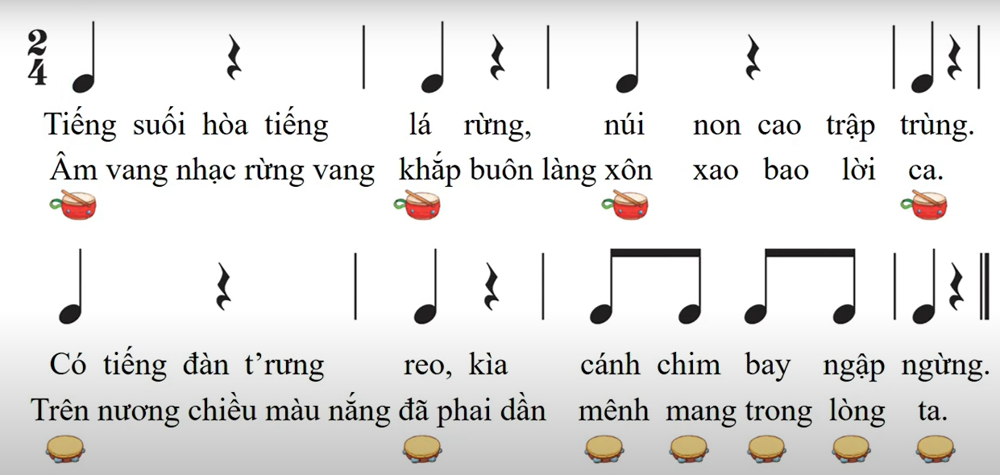 2
4
Tiếng suối hòa tiếng lá rừng, núi non cao trập trùng.
Âm vang nhạc rừng vang khắp buôn làng xôn xao bao lời ca.
Có tiếng đàn t’rưng reo, kìa cánh chim bay ngập ngừng.
Trên nương chiều màu nắng đã phai dần mênh mang trong lòng ta.